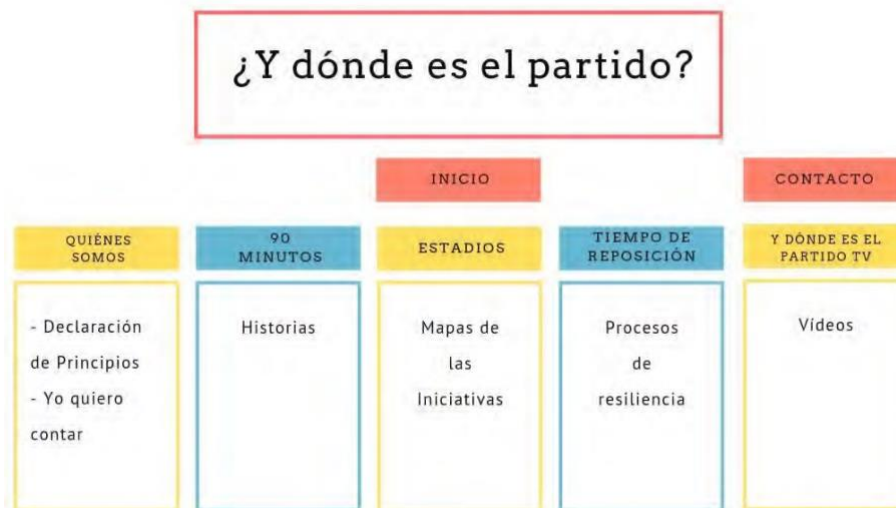 ¿Y dónde es el partido?
INICIO
CONTACTO
QUIÉNES
SOMOS
90
MINUTOS
ESTADIOS
TIEMPO DE
REPOSICIÓN
Y DÓNDE ES EL
PARTIDO TV
- Declaración
de Principios
- Yo quiero
contar
Historias
Mapas de
las
Iniciativas
Procesos
de
resiliencia
Vídeos